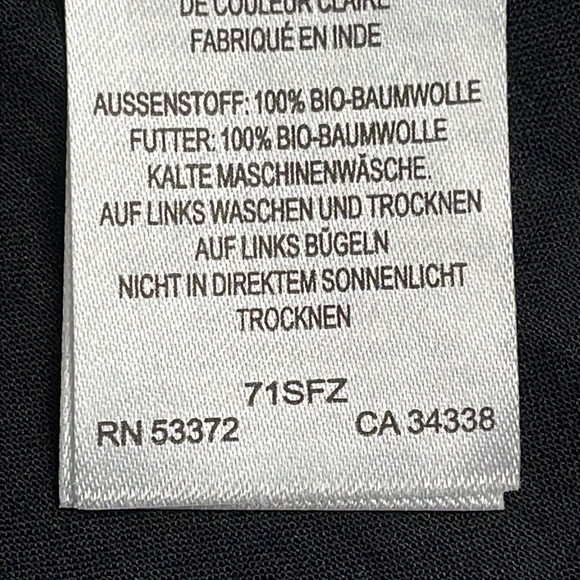 DE COULEUR CLAIRE
FABRIQUÉ EN INDE
AUSSENSTOFF: 100% BIO-BAUMWOLLE
FUTTER: 100% BIO-BAUMWOLLE
KALTE MASCHINENWÄSCHE.
AUF LINKS WASCHEN UND TROCKNEN
AUF LINKS BÜGELN
NICHT IN DIREKTEM SONNENLICHT
TROCKNEN
71SFZ
RN 53372 CA 34338